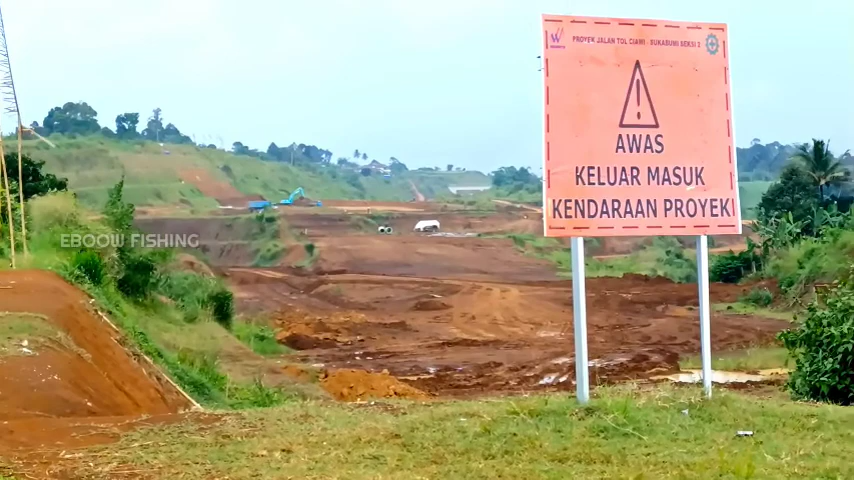 PROYEK JALAN TOL CIAWI - SUKABUMI SEKSI 2
AWAS
KELUAR MASUK
KENDARAAN PROYEK
EBOOW FISHING